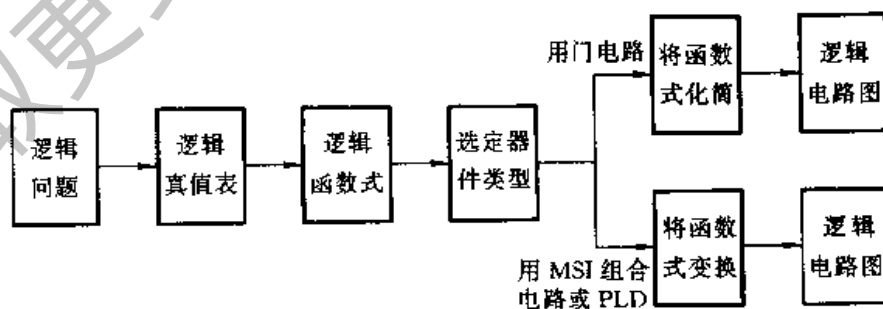 逻辑
问题
逻辑
真值表
逻辑
函数式
选定器
件类型
用门电路
将函数
式化简
逻辑
电路图
用 MSI 组合
电路或 PLD
将函数
式变换
逻辑
电路图